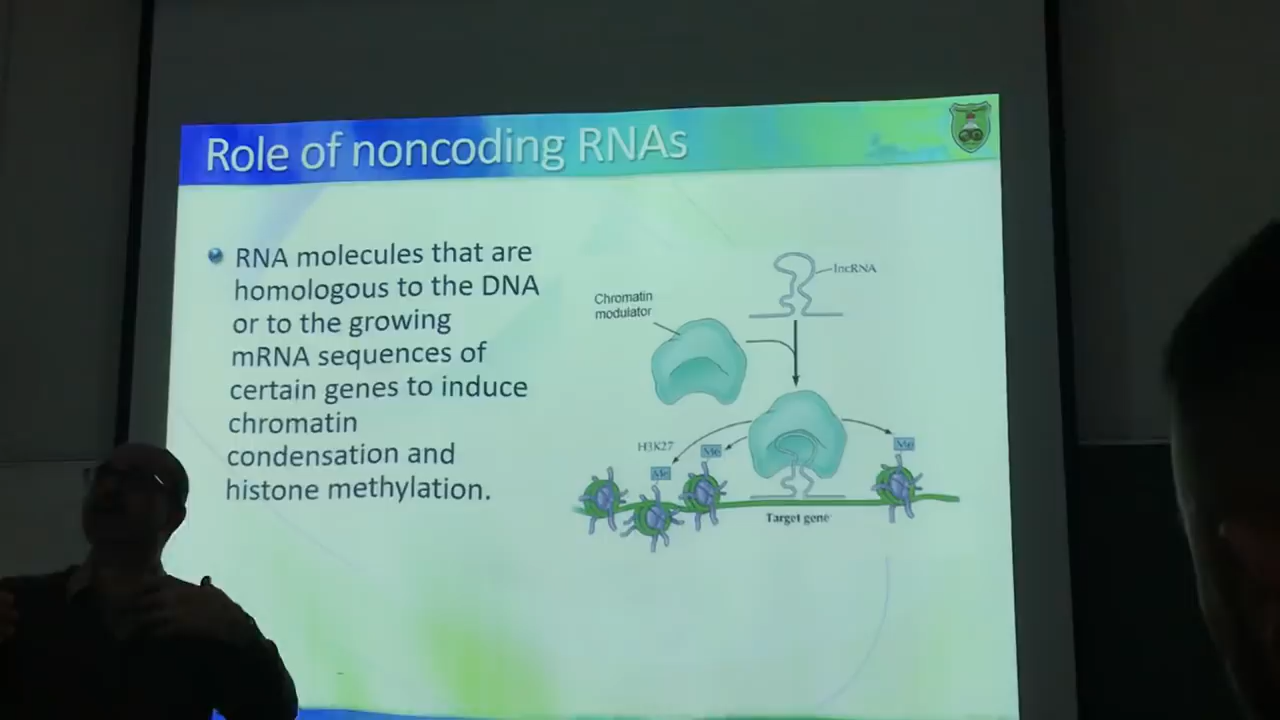 Role of noncoding RNAs
RNA molecules that are
homologous to the DNA
or to the growing
mRNA sequences of
certain genes to induce
chromatin
condensation and
histone methylation.
lncRNA
Chromatin
modulator
H3K27
Me
Me
Me
Target gene